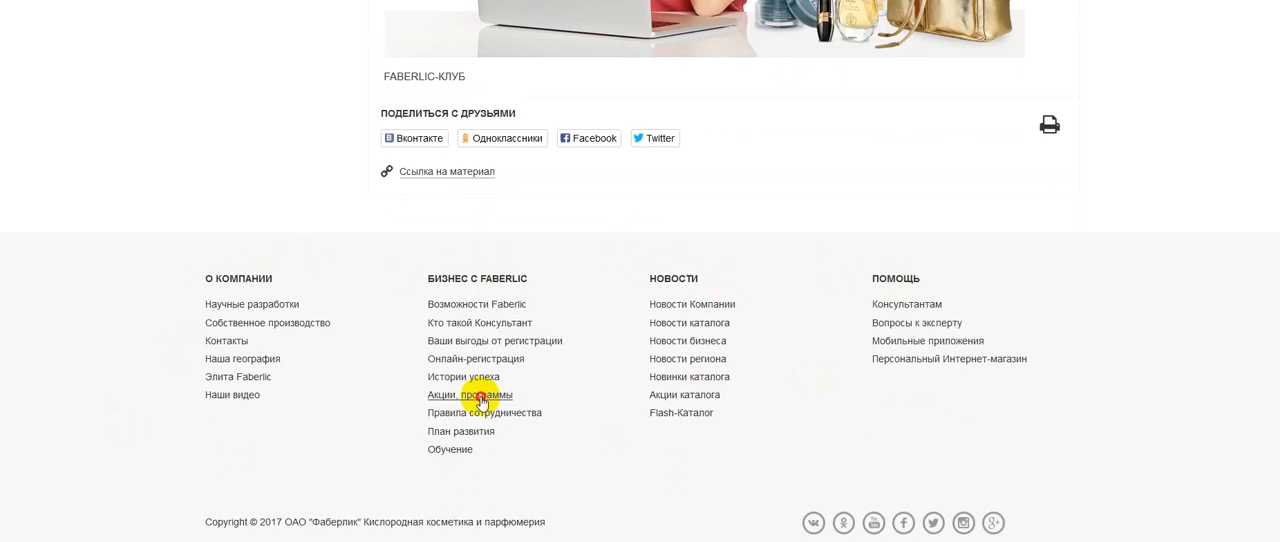 FABERLIC-КЛУБ
ПОДЕЛИТЬСЯ С ДРУЗЬЯМИ
Вконтакте Одноклассники Facebook Twitter
Ссылка на материал
О КОМПАНИИ
Научные разработки
Собственное производство
Контакты
Наша география
Элита Faberlic
Наши видео
БИЗНЕС С FABERLIC
Возможности Faberlic
Кто такой Консультант
Ваши выгоды от регистрации
Онлайн-регистрация
Истории успеха
Акции, программы
Правила сотрудничества
План развития
Обучение
НОВОСТИ
Новости Компании
Новости каталога
Новости бизнеса
Новости региона
Новинки каталога
Акции каталога
Flash-Каталог
ПОМОЩЬ
Консультантам
Вопросы к эксперту
Мобильные приложения
Персональный Интернет-магазин
Copyright © 2017 ОАО "Фаберлик" Кислородная косметика и парфюмерия